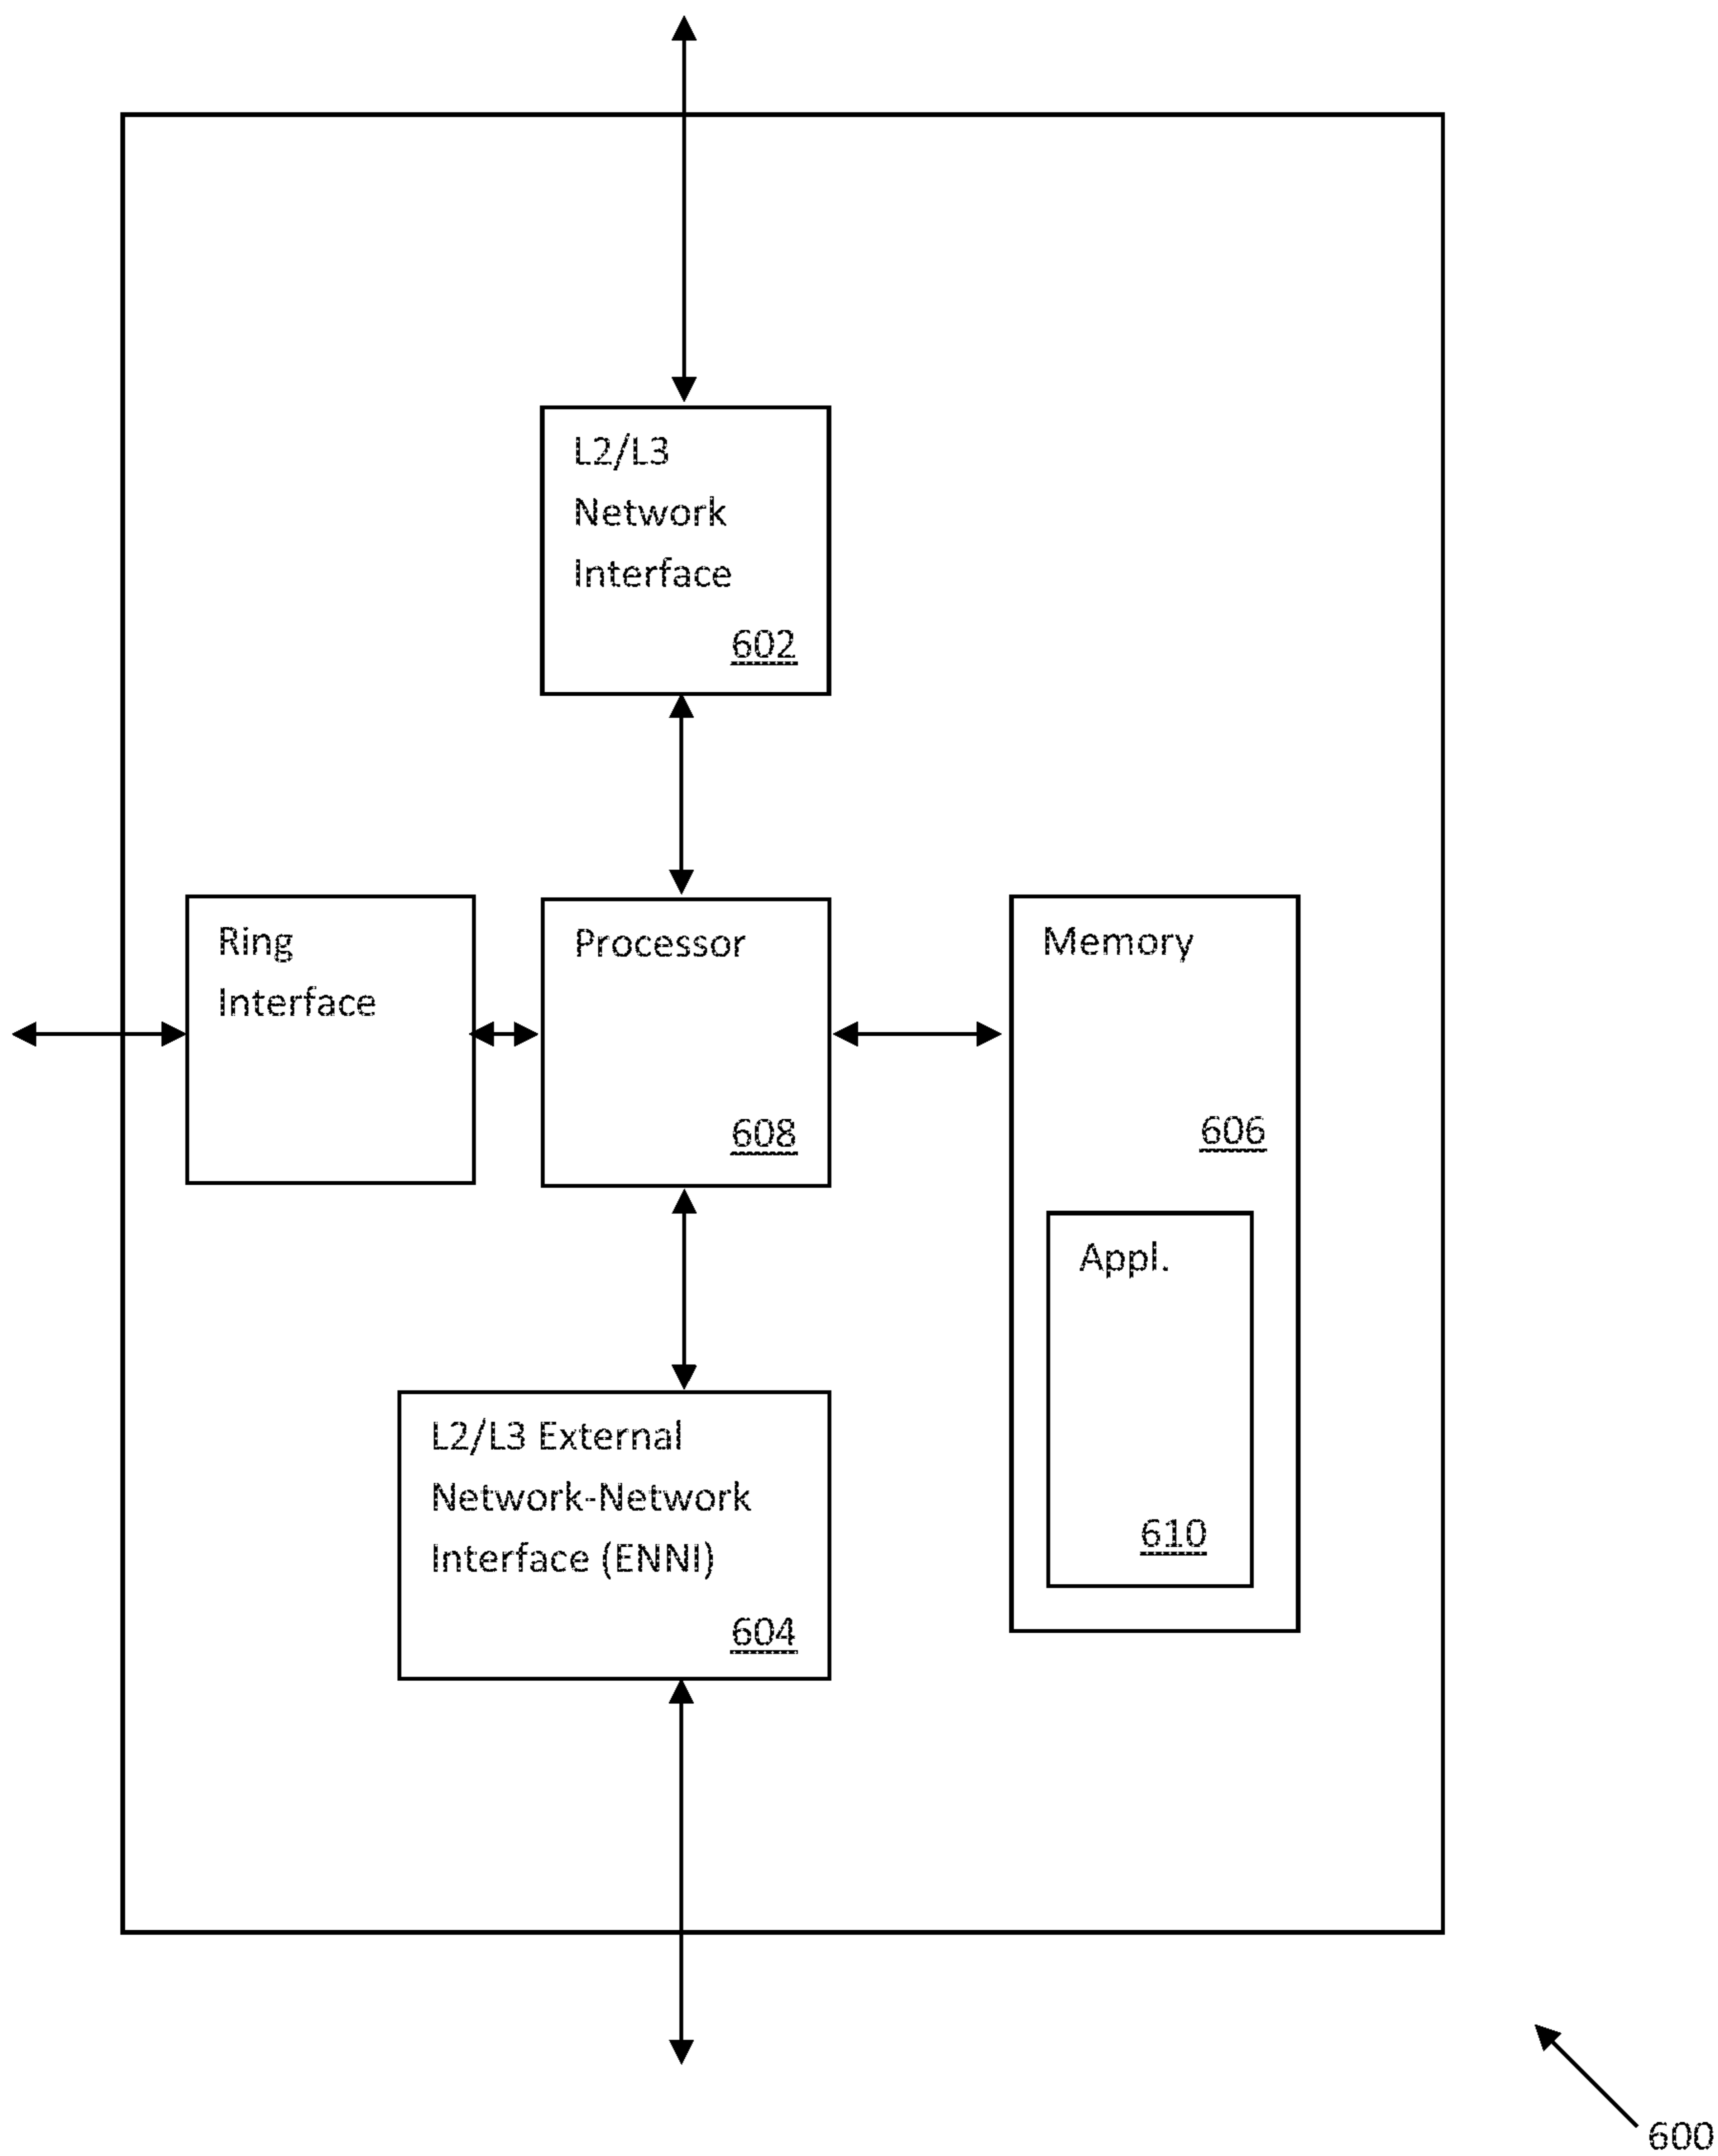 L2/L3
Network
Interface
602
Ring
Interface
Processor
608
Memory
606
Appl.
610
L2/L3 External
Network-Network
Interface (ENNI)
604
600